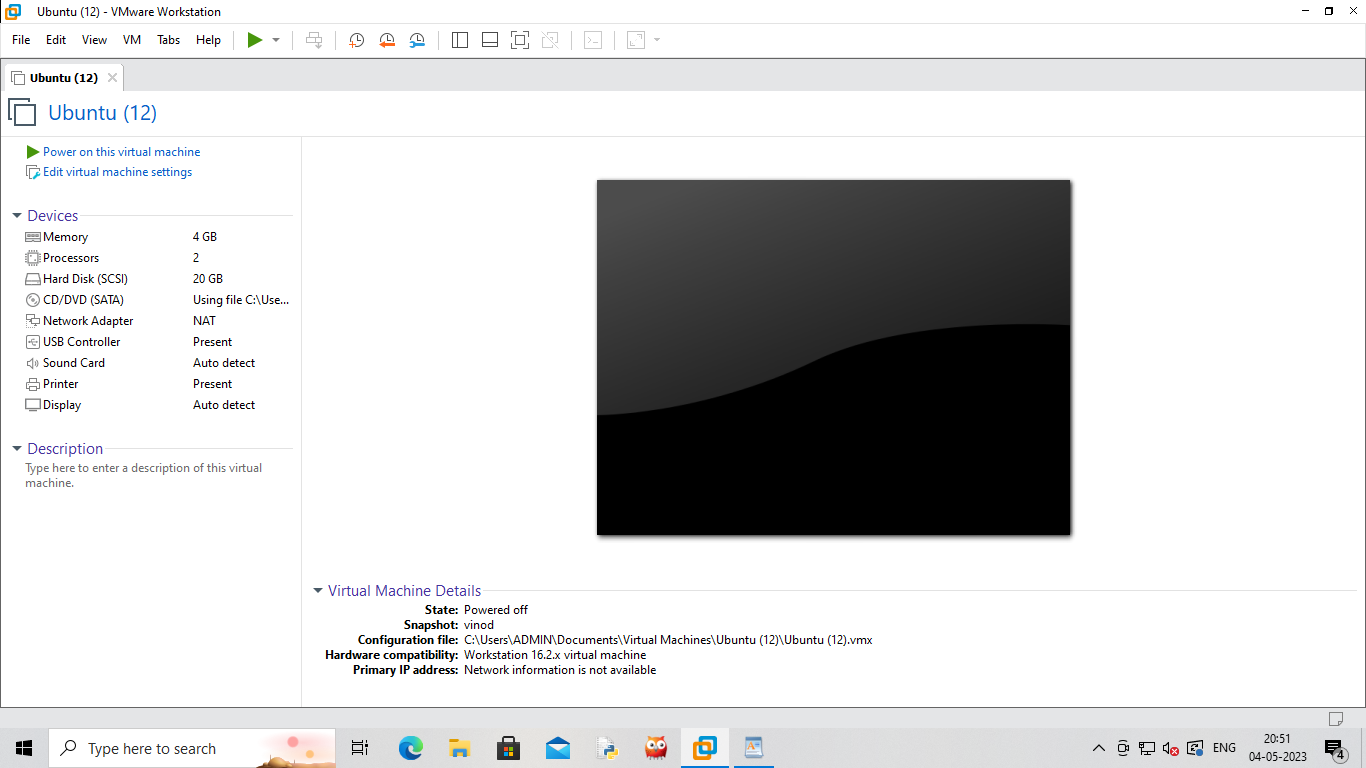 Ubuntu (12) - VMware Workstation
File Edit View VM Tabs Help
Ubuntu (12)
Ubuntu (12)
Power on this virtual machine
Edit virtual machine settings
Devices
Memory 4 GB
Processors 2
Hard Disk (SCSI) 20 GB
CD/DVD (SATA) Using file C:\Use...
Network Adapter NAT
USB Controller Present
Sound Card Auto detect
Printer Present
Display Auto detect
Description
Type here to enter a description of this virtual
machine.
Virtual Machine Details
State: Powered off
Snapshot: vinod
Configuration file: C:\Users\ADMIN\Documents\Virtual Machines\Ubuntu (12)\Ubuntu (12).vmx
Hardware compatibility: Workstation 16.2.x virtual machine
Primary IP address: Network information is not available
Type here to search
ENG
20:51
04-05-2023
4